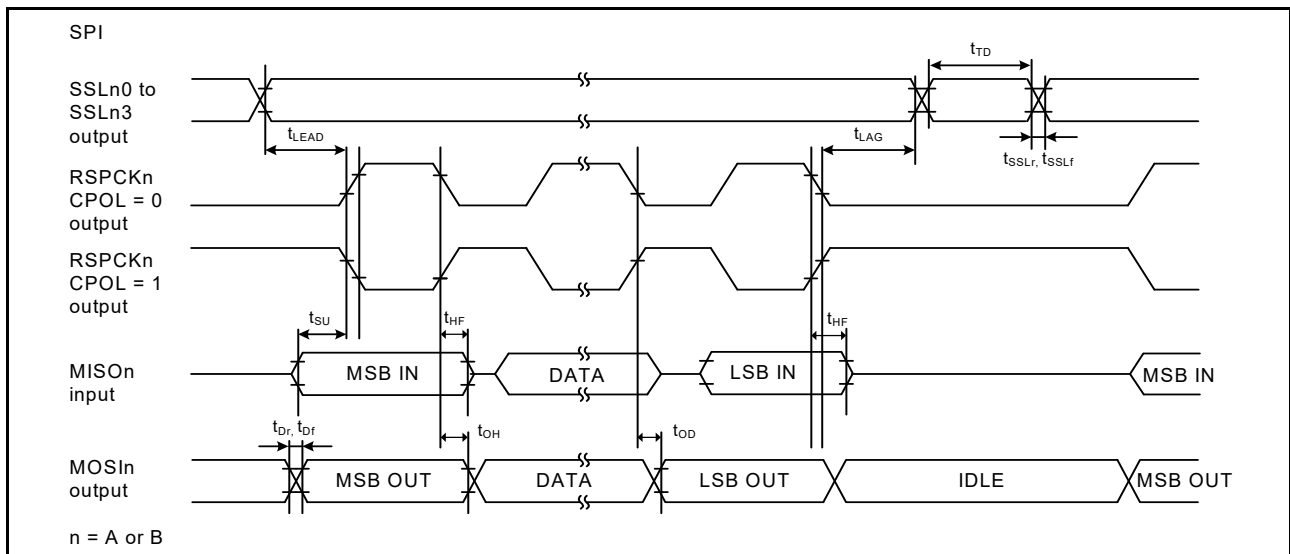 SPI
tTD
SSLn0 to
SSLn3
output
tLEAD
tLAG
tSSLr, tSSLf
RSPCKn
CPOL = 0
output
RSPCKn
CPOL = 1
output
tSU
tHF
tHF
MISOn
input
MSB IN
DATA
LSB IN
MSB IN
tDr, tDf
tOH
tOD
MOSIn
output
MSB OUT
DATA
LSB OUT
IDLE
MSB OUT
n = A or B